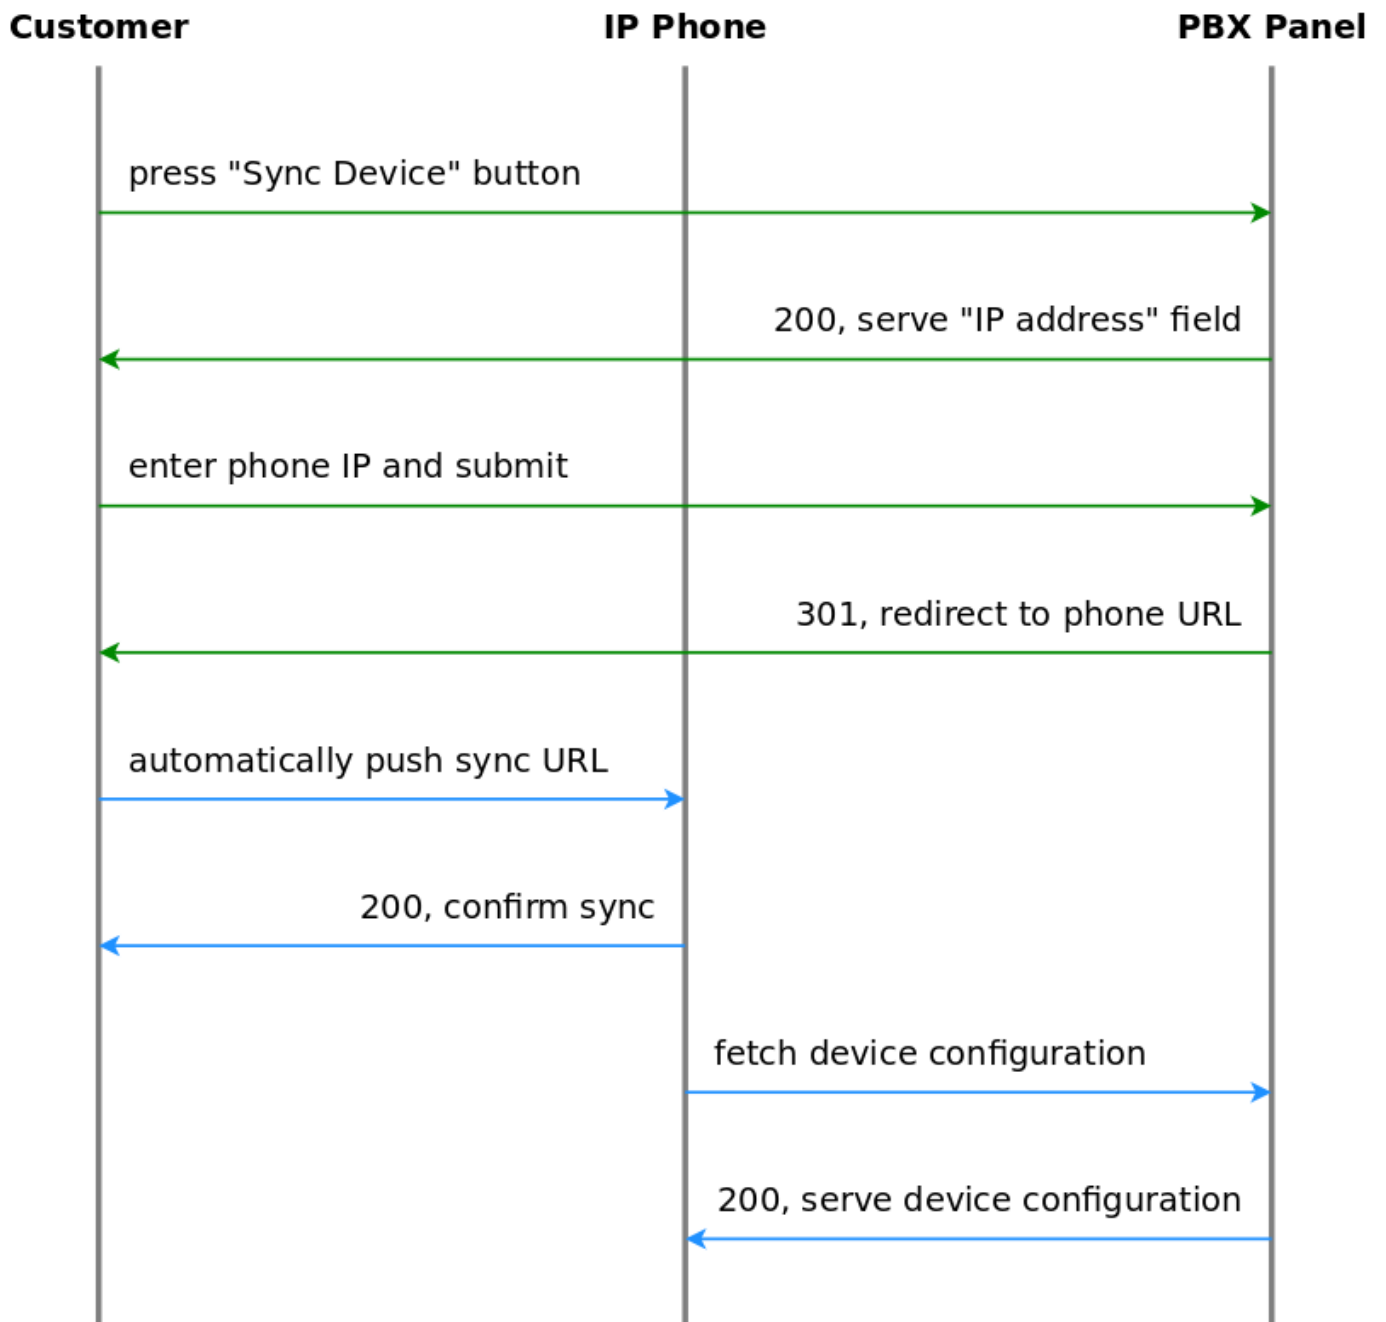 Customer IP Phone PBX Panel
press "Sync Device" button
200, serve "IP address" field
enter phone IP and submit
301, redirect to phone URL
automatically push sync URL
200, confirm sync
fetch device configuration
200, serve device configuration